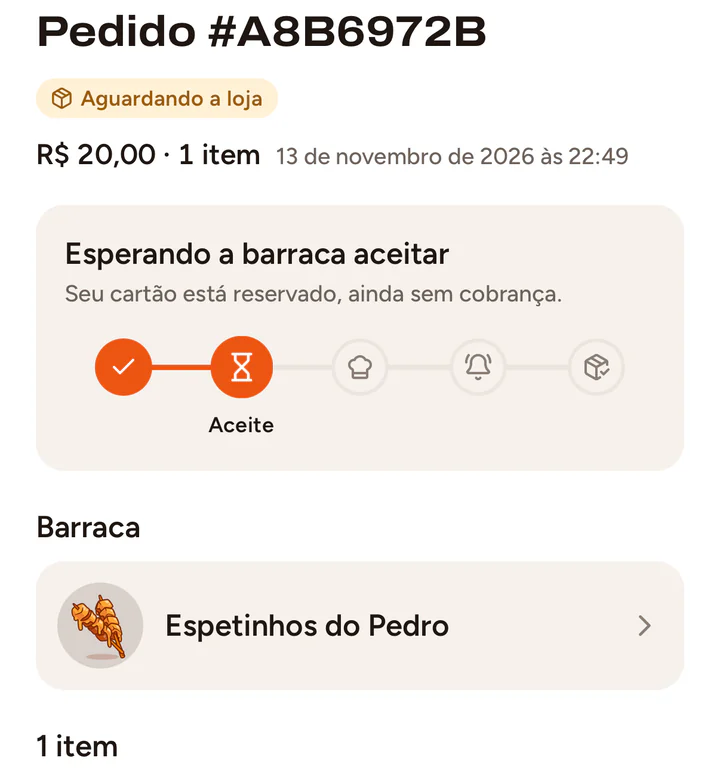 Pedido #A8B6972B
Aguardando a loja
R$ 20,00 · 1 item 13 de novembro de 2026 às 22:49
Esperando a barraca aceitar
Seu cartão está reservado, ainda sem cobrança.
Aceite
Barraca
Espetinhos do Pedro
1 item